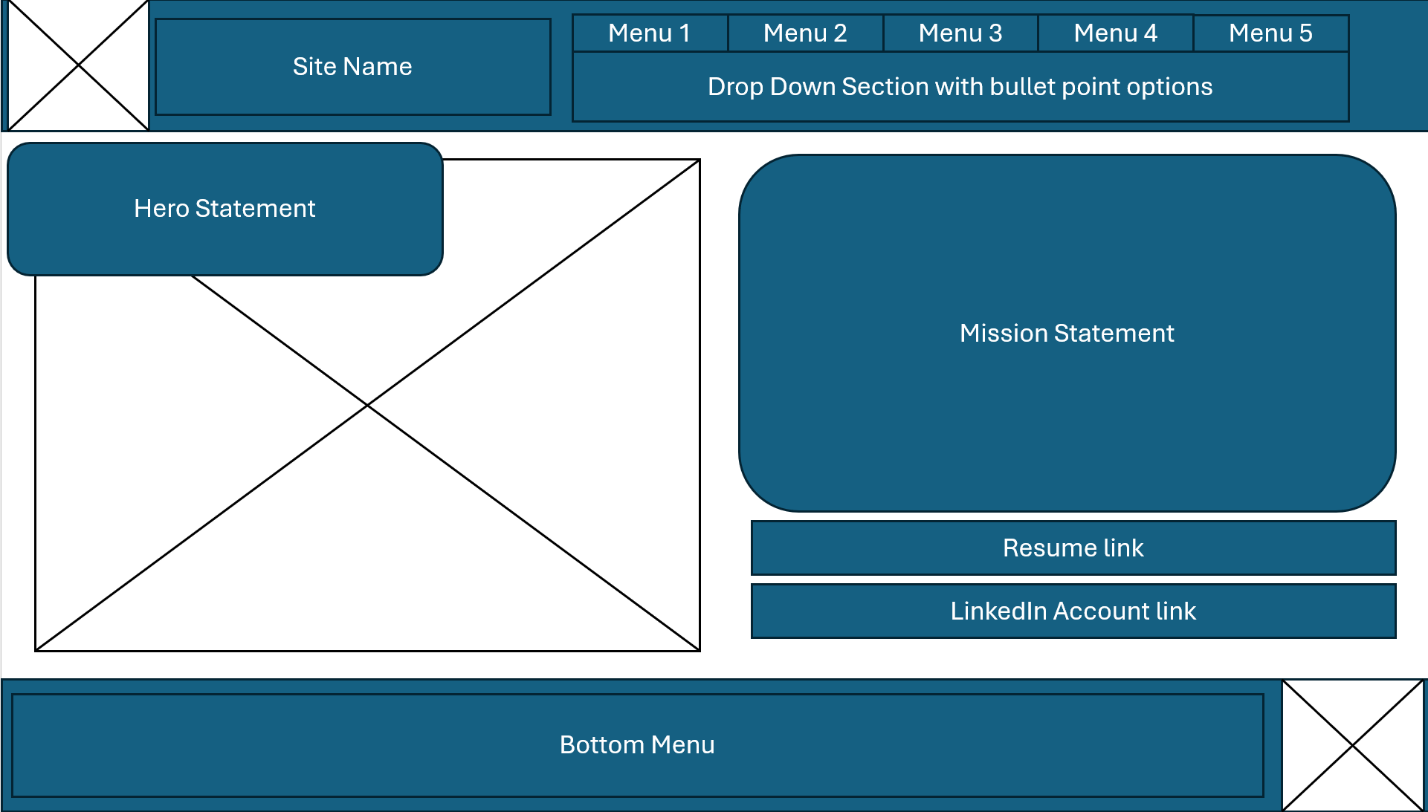 Site Name
Menu 1
Menu 2
Menu 3
Menu 4
Menu 5
Drop Down Section with bullet point options
Hero Statement
Mission Statement
Resume link
LinkedIn Account link
Bottom Menu